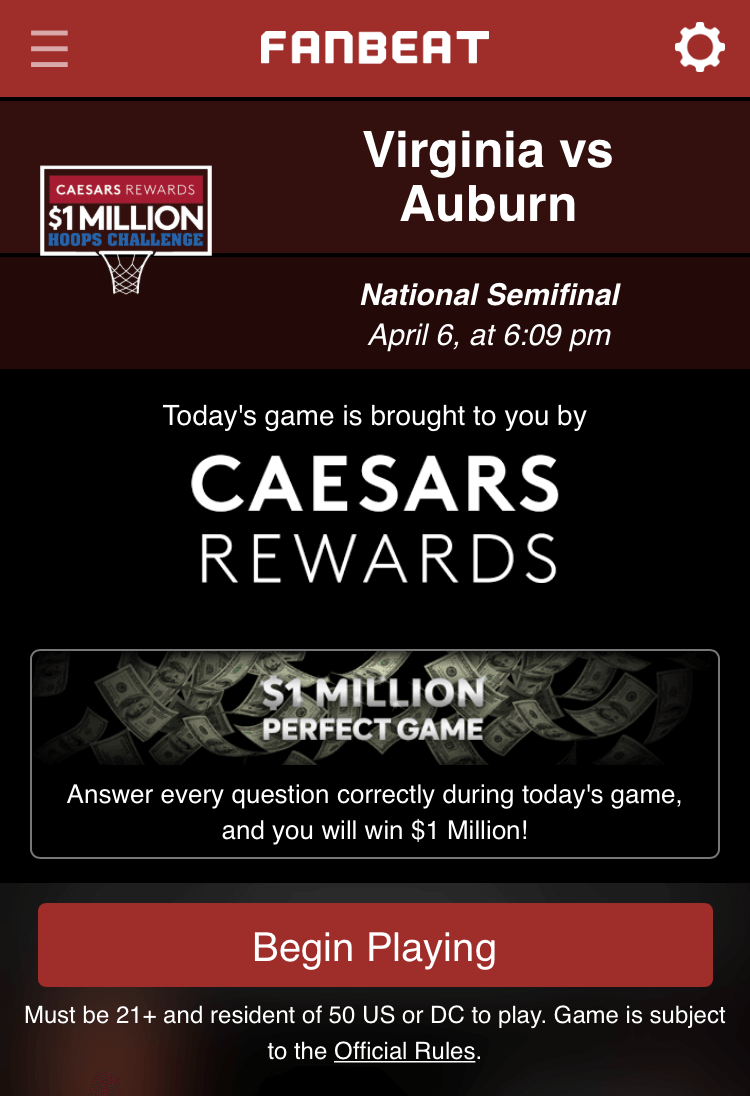 FANBEAT
Virginia vs
Auburn
CAESARS REWARDS
$1 MILLION
HOOPS CHALLENGE
National Semifinal
April 6, at 6:09 pm
Today's game is brought to you by
CAESARS
REWARDS
$1 MILLION
PERFECT GAME
Answer every question correctly during today's game,
and you will win $1 Million!
Begin Playing
Must be 21+ and resident of 50 US or DC to play. Game is subject
to the Official Rules.